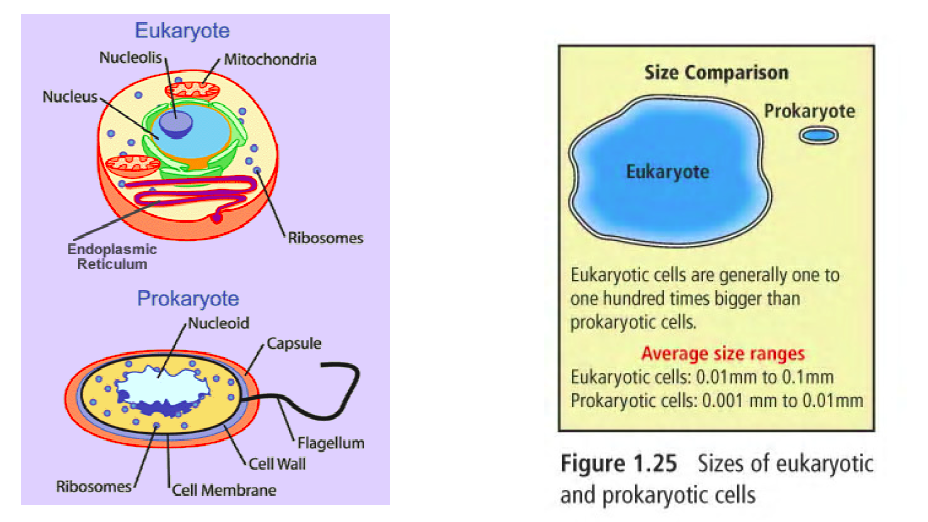 Eukaryote
Nucleolis
Mitochondria
Nucleus
Ribosomes
Endoplasmic
Reticulum
Prokaryote
Nucleoid
Capsule
Flagellum
Cell Wall
Ribosomes
Cell Membrane
Size Comparison
Prokaryote
Eukaryote
Eukaryotic cells are generally one to
one hundred times bigger than
prokaryotic cells.
Average size ranges
Eukaryotic cells: 0.01mm to 0.1mm
Prokaryotic cells: 0.001 mm to 0.01mm
Figure 1.25 Sizes of eukaryotic
and prokaryotic cells